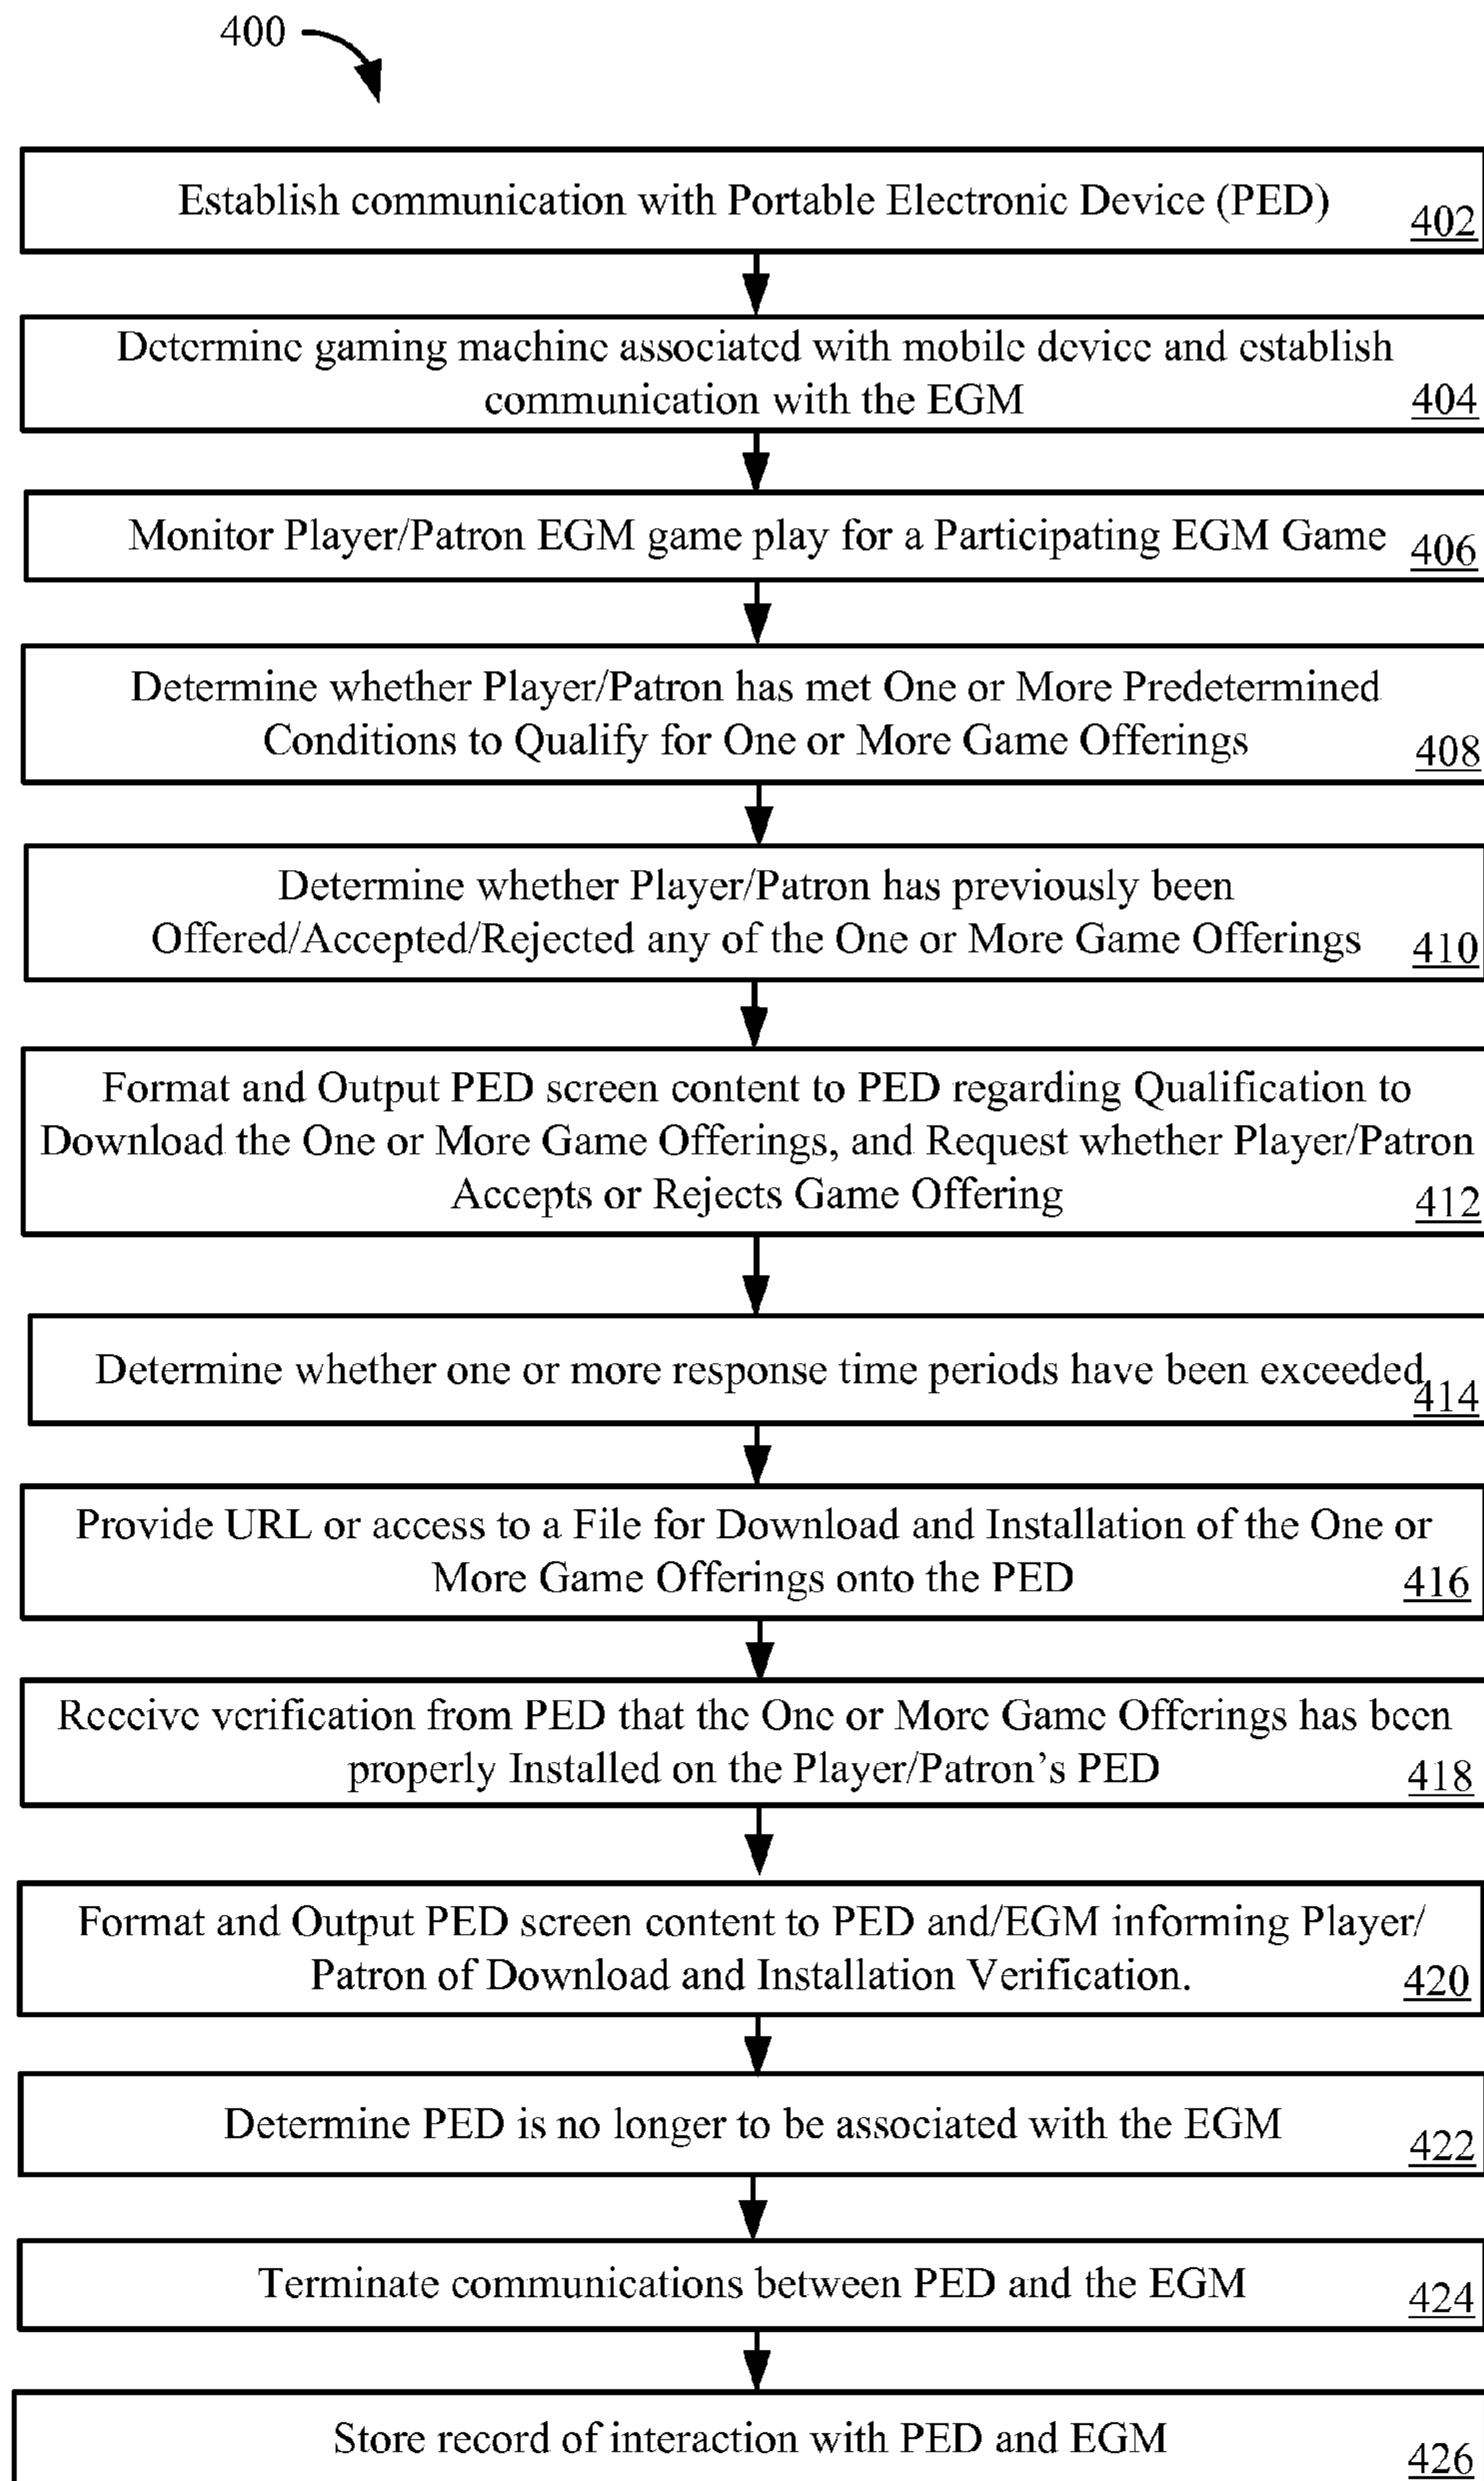 400
Establish communication with Portable Electronic Device (PED)
402
Determine gaming machine associated with mobile device and establish
communication with the EGM
404
Monitor Player/Patron EGM game play for a Participating EGM Game
406
Determine whether Player/Patron has met One or More Predetermined
Conditions to Qualify for One or More Game Offerings
408
Determine whether Player/Patron has previously been
Offered/Accepted/Rejected any of the One or More Game Offerings
410
Format and Output PED screen content to PED regarding Qualification to
Download the One or More Game Offerings, and Request whether Player/Patron
Accepts or Rejects Game Offering
412
Determine whether one or more response time periods have been exceeded
414
Provide URL or access to a File for Download and Installation of the One or
More Game Offerings onto the PED
416
Receive verification from PED that the One or More Game Offerings has been
properly Installed on the Player/Patron's PED
418
Format and Output PED screen content to PED and/EGM informing Player/
Patron of Download and Installation Verification.
420
Determine PED is no longer to be associated with the EGM
422
Terminate communications between PED and the EGM
424
Store record of interaction with PED and EGM
426